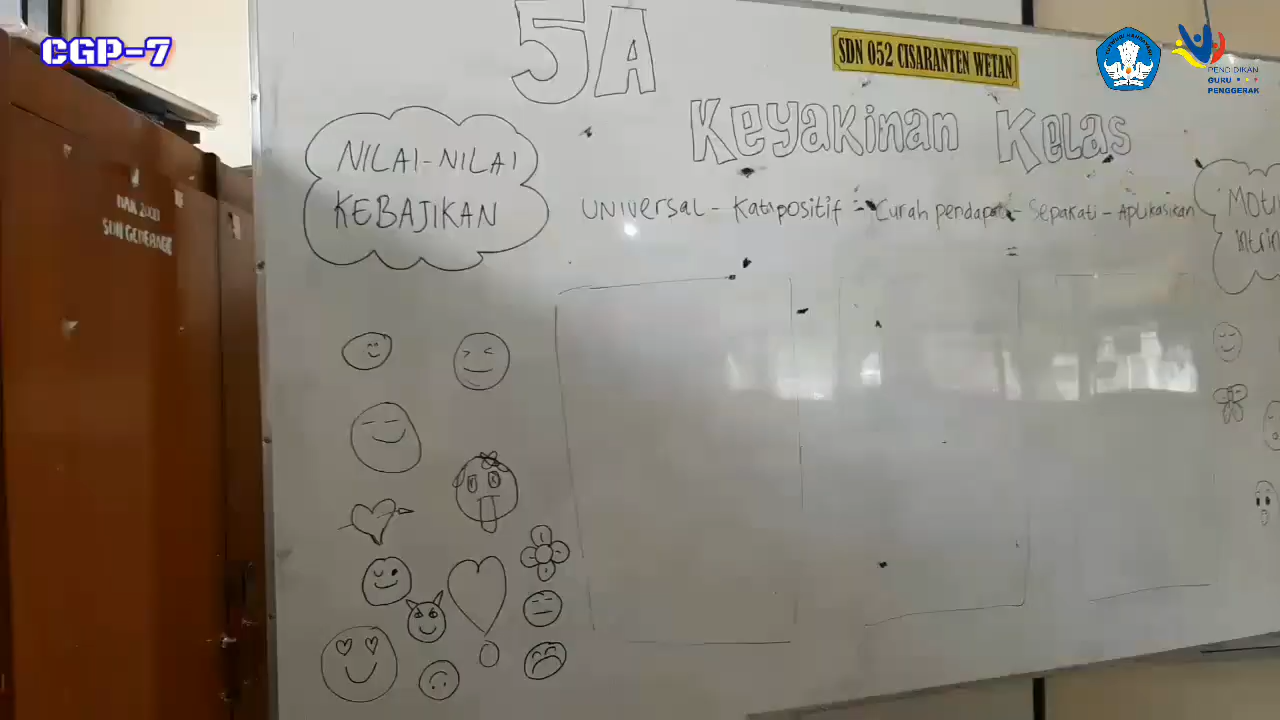 CGP-7
5A
SDN 052 CISARANTEN WETAN
PENDIDIKAN
GURU
PENGGERAK
Keyakinan Kelas
NILAI-NILAI
KEBAJIKAN
UNIVERSAL - Katapositif - Curah pendapat - Sepakati - Aplikasikan